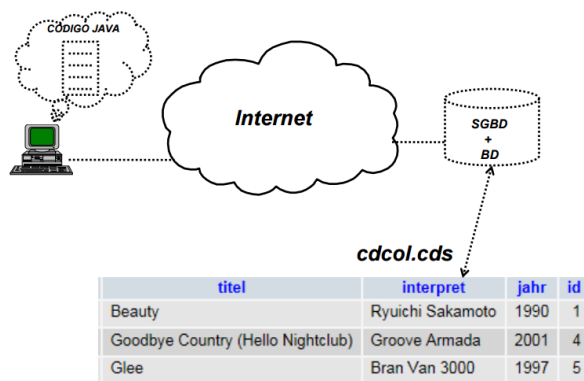 CÓDIGO JAVA
Internet
SGBD
+
BD
cdcol.cds
titel interpret jahr id
Beauty Ryuichi Sakamoto 1990 1
Goodbye Country (Hello Nightclub) Groove Armada 2001 4
Glee Bran Van 3000 1997 5